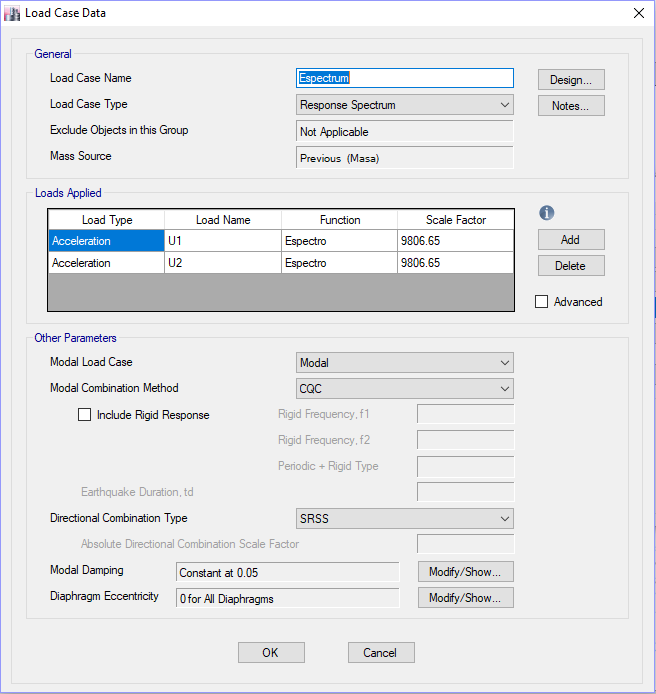 Load Case Data
General
Load Case Name
Espectrum
Design...
Load Case Type
Response Spectrum
Notes...
Exclude Objects in this Group
Not Applicable
Mass Source
Previous (Masa)
Loads Applied
Load Type Load Name Function Scale Factor
Acceleration U1 Espectro 9806.65
Acceleration U2 Espectro 9806.65
i
Add
Delete
Advanced
Other Parameters
Modal Load Case
Modal
Modal Combination Method
CQC
Include Rigid Response
Rigid Frequency, f1
Rigid Frequency, f2
Periodic + Rigid Type
Earthquake Duration, td
Directional Combination Type
SRSS
Absolute Directional Combination Scale Factor
Modal Damping
Constant at 0.05
Modify/Show...
Diaphragm Eccentricity
0 for All Diaphragms
Modify/Show...
OK
Cancel